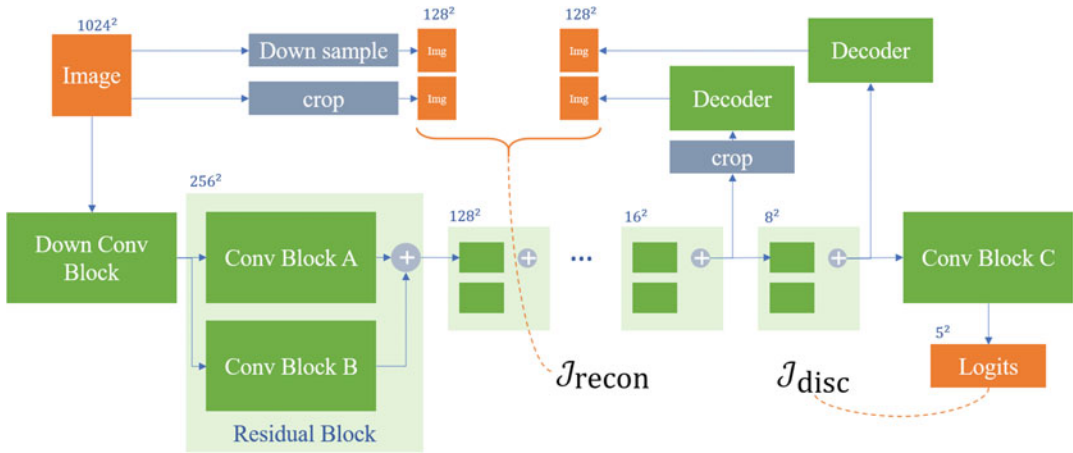 1024²
128²
128²
Image
Down sample
Img
Img
Decoder
crop
Img
Img
Decoder
crop
256²
128²
16²
8²
Down Conv
Block
Conv Block A
+
+
...
+
+
Conv Block C
Conv Block B
5²
𝒥recon
𝒥disc
Logits
Residual Block